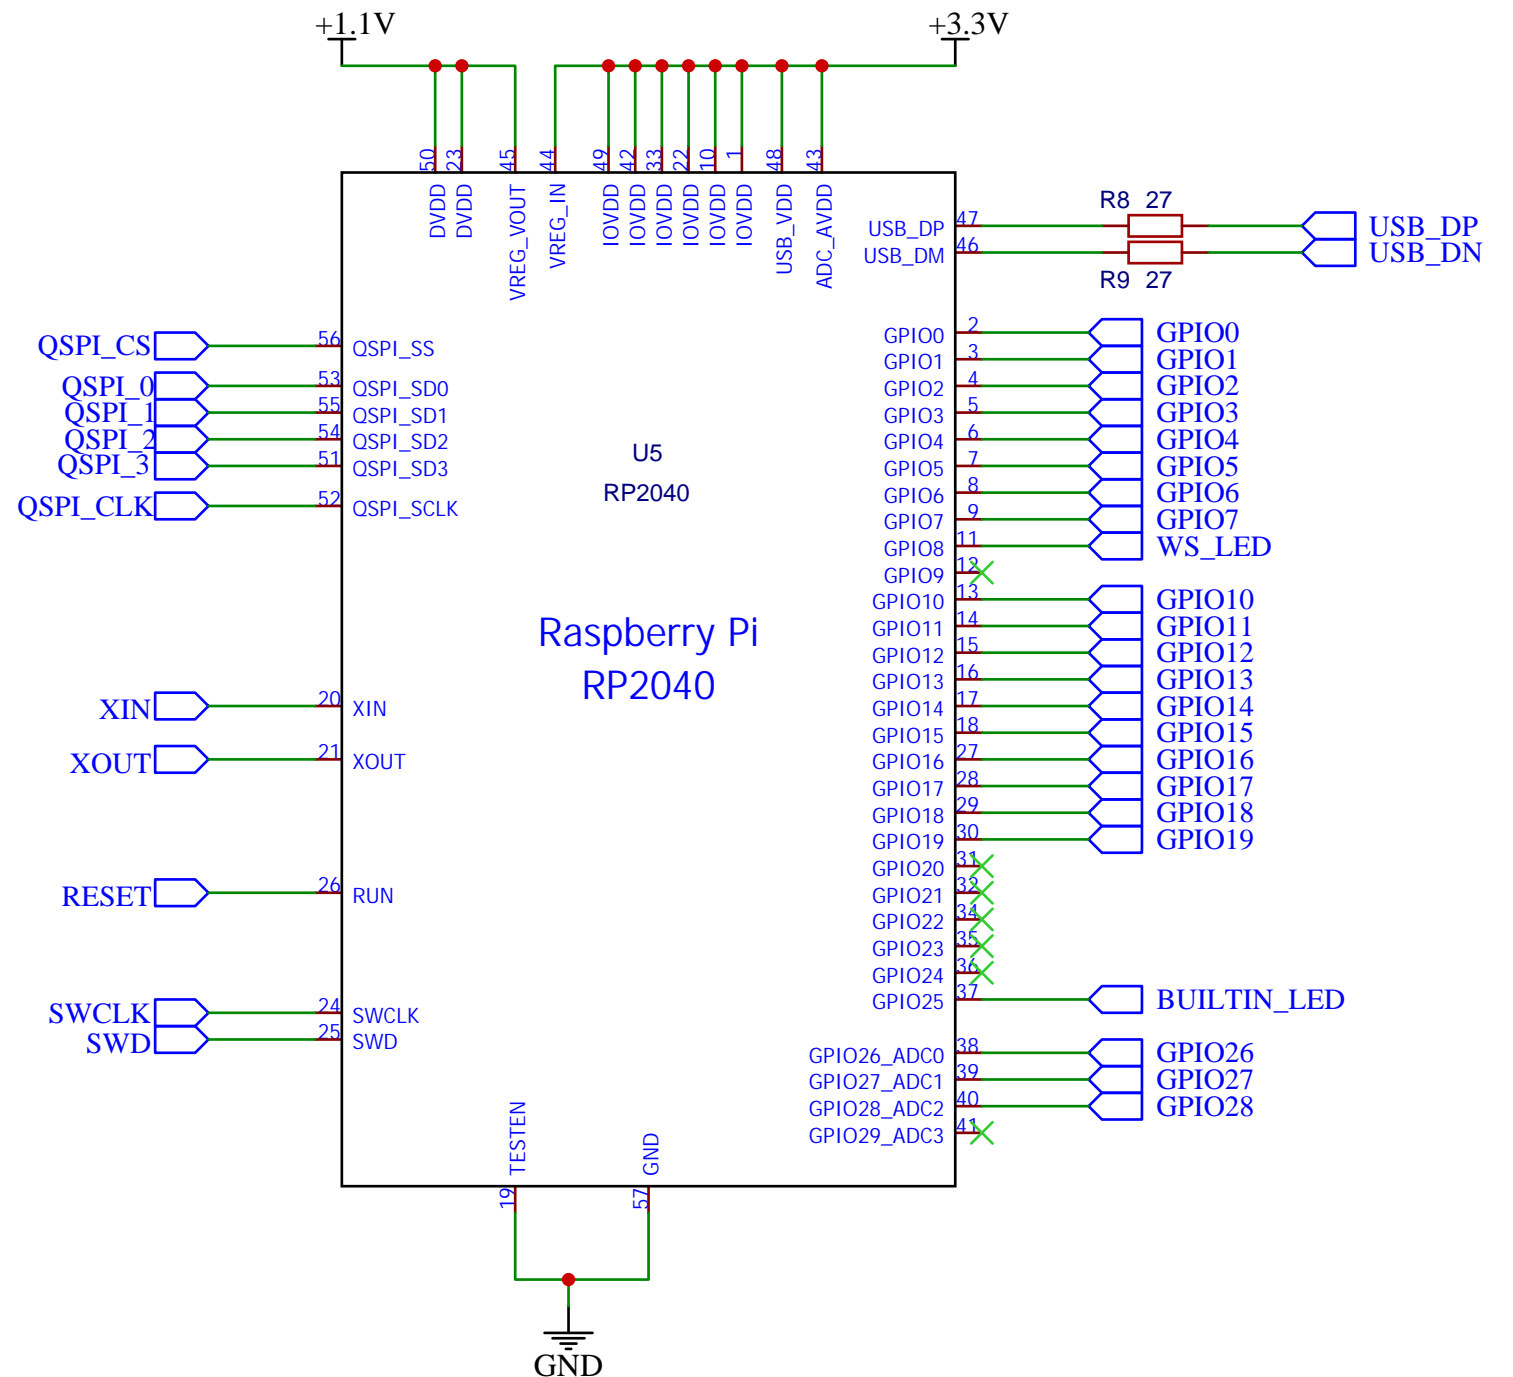 +1.1V
+3.3V
50
23
45
44
49
42
33
22
10
1
48
43
DVDD
DVDD
VREG_VOUT
VREG_IN
IOVDD
IOVDD
IOVDD
IOVDD
IOVDD
IOVDD
USB_VDD
ADC_AVDD
R8 27
USB_DP 47 USB_DP
USB_DM 46 USB_DN
R9 27
QSPI_CS 56 QSPI_SS
QSPI_0 53 QSPI_SD0
QSPI_1 55 QSPI_SD1
QSPI_2 54 QSPI_SD2
QSPI_3 51 QSPI_SD3
QSPI_CLK 52 QSPI_SCLK
XIN 20 XIN
XOUT 21 XOUT
RESET 26 RUN
SWCLK 24 SWCLK
SWD 25 SWD
U5
RP2040
Raspberry Pi
RP2040
GPIO0 2 GPIO0
GPIO1 3 GPIO1
GPIO2 4 GPIO2
GPIO3 5 GPIO3
GPIO4 6 GPIO4
GPIO5 7 GPIO5
GPIO6 8 GPIO6
GPIO7 9 GPIO7
GPIO8 11 WS_LED
GPIO9 12
GPIO10 13 GPIO10
GPIO11 14 GPIO11
GPIO12 15 GPIO12
GPIO13 16 GPIO13
GPIO14 17 GPIO14
GPIO15 18 GPIO15
GPIO16 27 GPIO16
GPIO17 28 GPIO17
GPIO18 29 GPIO18
GPIO19 30 GPIO19
GPIO20 31
GPIO21 32
GPIO22 34
GPIO23 35
GPIO24 36
GPIO25 37 BUILTIN_LED
GPIO26_ADC0 38 GPIO26
GPIO27_ADC1 39 GPIO27
GPIO28_ADC2 40 GPIO28
GPIO29_ADC3 41
TESTEN
GND
19
57
GND